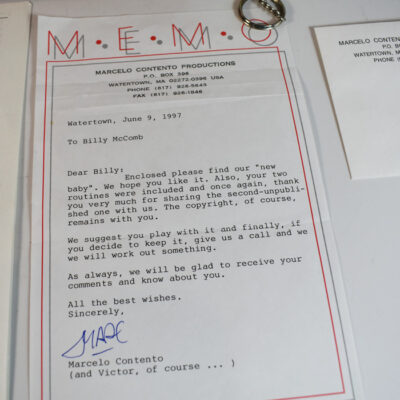 M•E•M•O
MARCELO CONTENTO PRODUCTIONS
P.O. BOX 396
WATERTOWN, MA 02272-0396 USA
PHONE (617) 926-5643
FAX (617) 926-1846
Watertown, June 9, 1997
To Billy McComb
Dear Billy:
Enclosed please find our "new
baby". We hope you like it. Also, your two
routines were included and once again, thank
you very much for sharing the second-unpubli-
shed one with us. The copyright, of course,
remains with you.
We suggest you play with it and finally, if
you decide to keep it, give us a call and we
we will work out something.
As always, we will be glad to receive your
comments and know about you.
All the best wishes.
Sincerely,
Marcelo Contento
(and Victor, of course ... )
MARCELO CONTENTO
P.O.
WATERTOWN,
PHONE